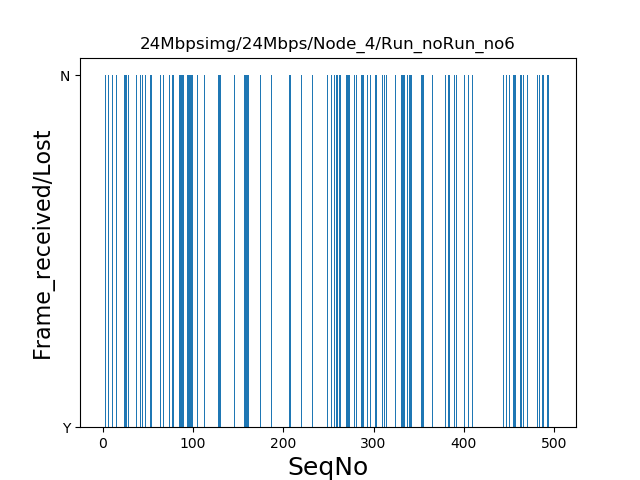 24Mbpsimg/24Mbps/Node_4/Run_noRun_no6
N
Frame_received/Lost
Y
0 100 200 300 400 500
SeqNo